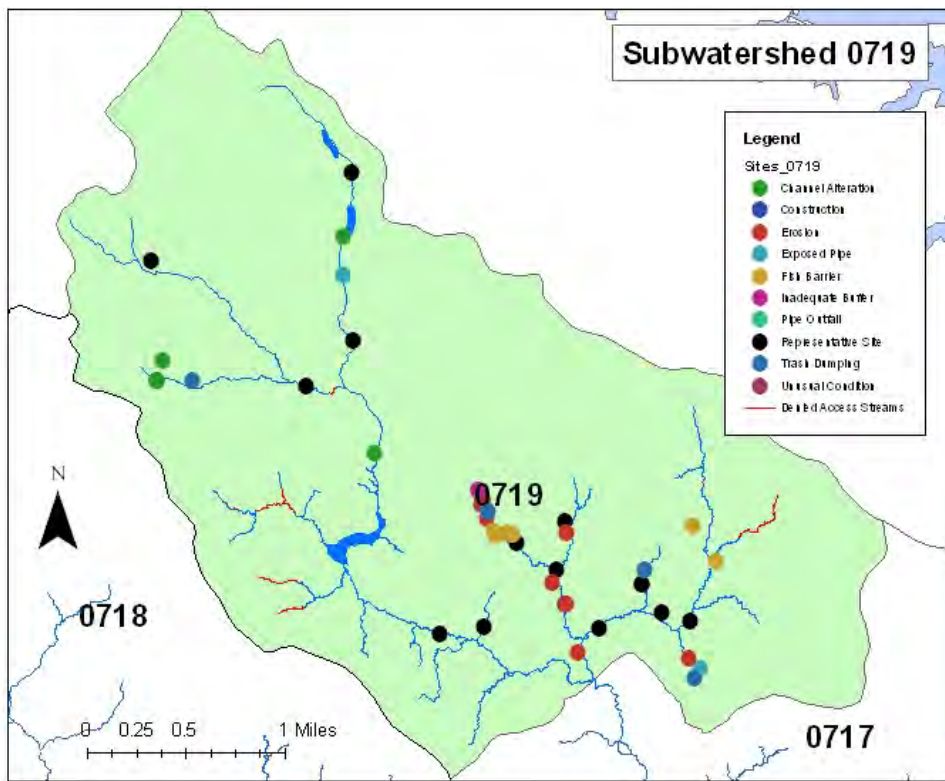 Subwatershed 0719
Legend
Sites_0719
Channel Alteration
Construction
Erosion
Exposed Pipe
Fish Barrier
Inadequate Buffer
Pipe Outfall
Representative Site
Trash Dumping
Unusual Condition
Denied Access Streams
N
0719
0718
0717
0 0.25 0.5 1 Miles